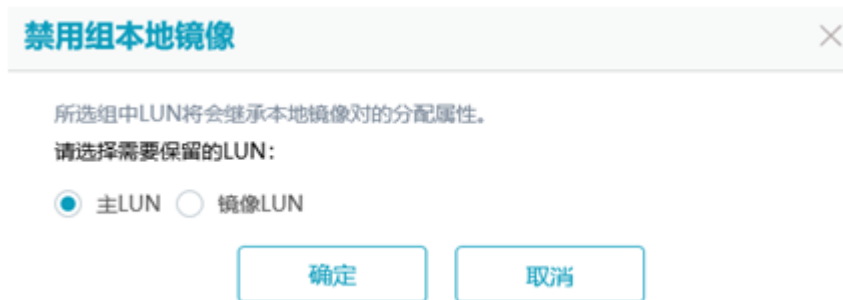 禁用组本地镜像
所选组中LUN将会继承本地镜像对的分配属性。
请选择需要保留的LUN：
主LUN 镜像LUN
确定 取消